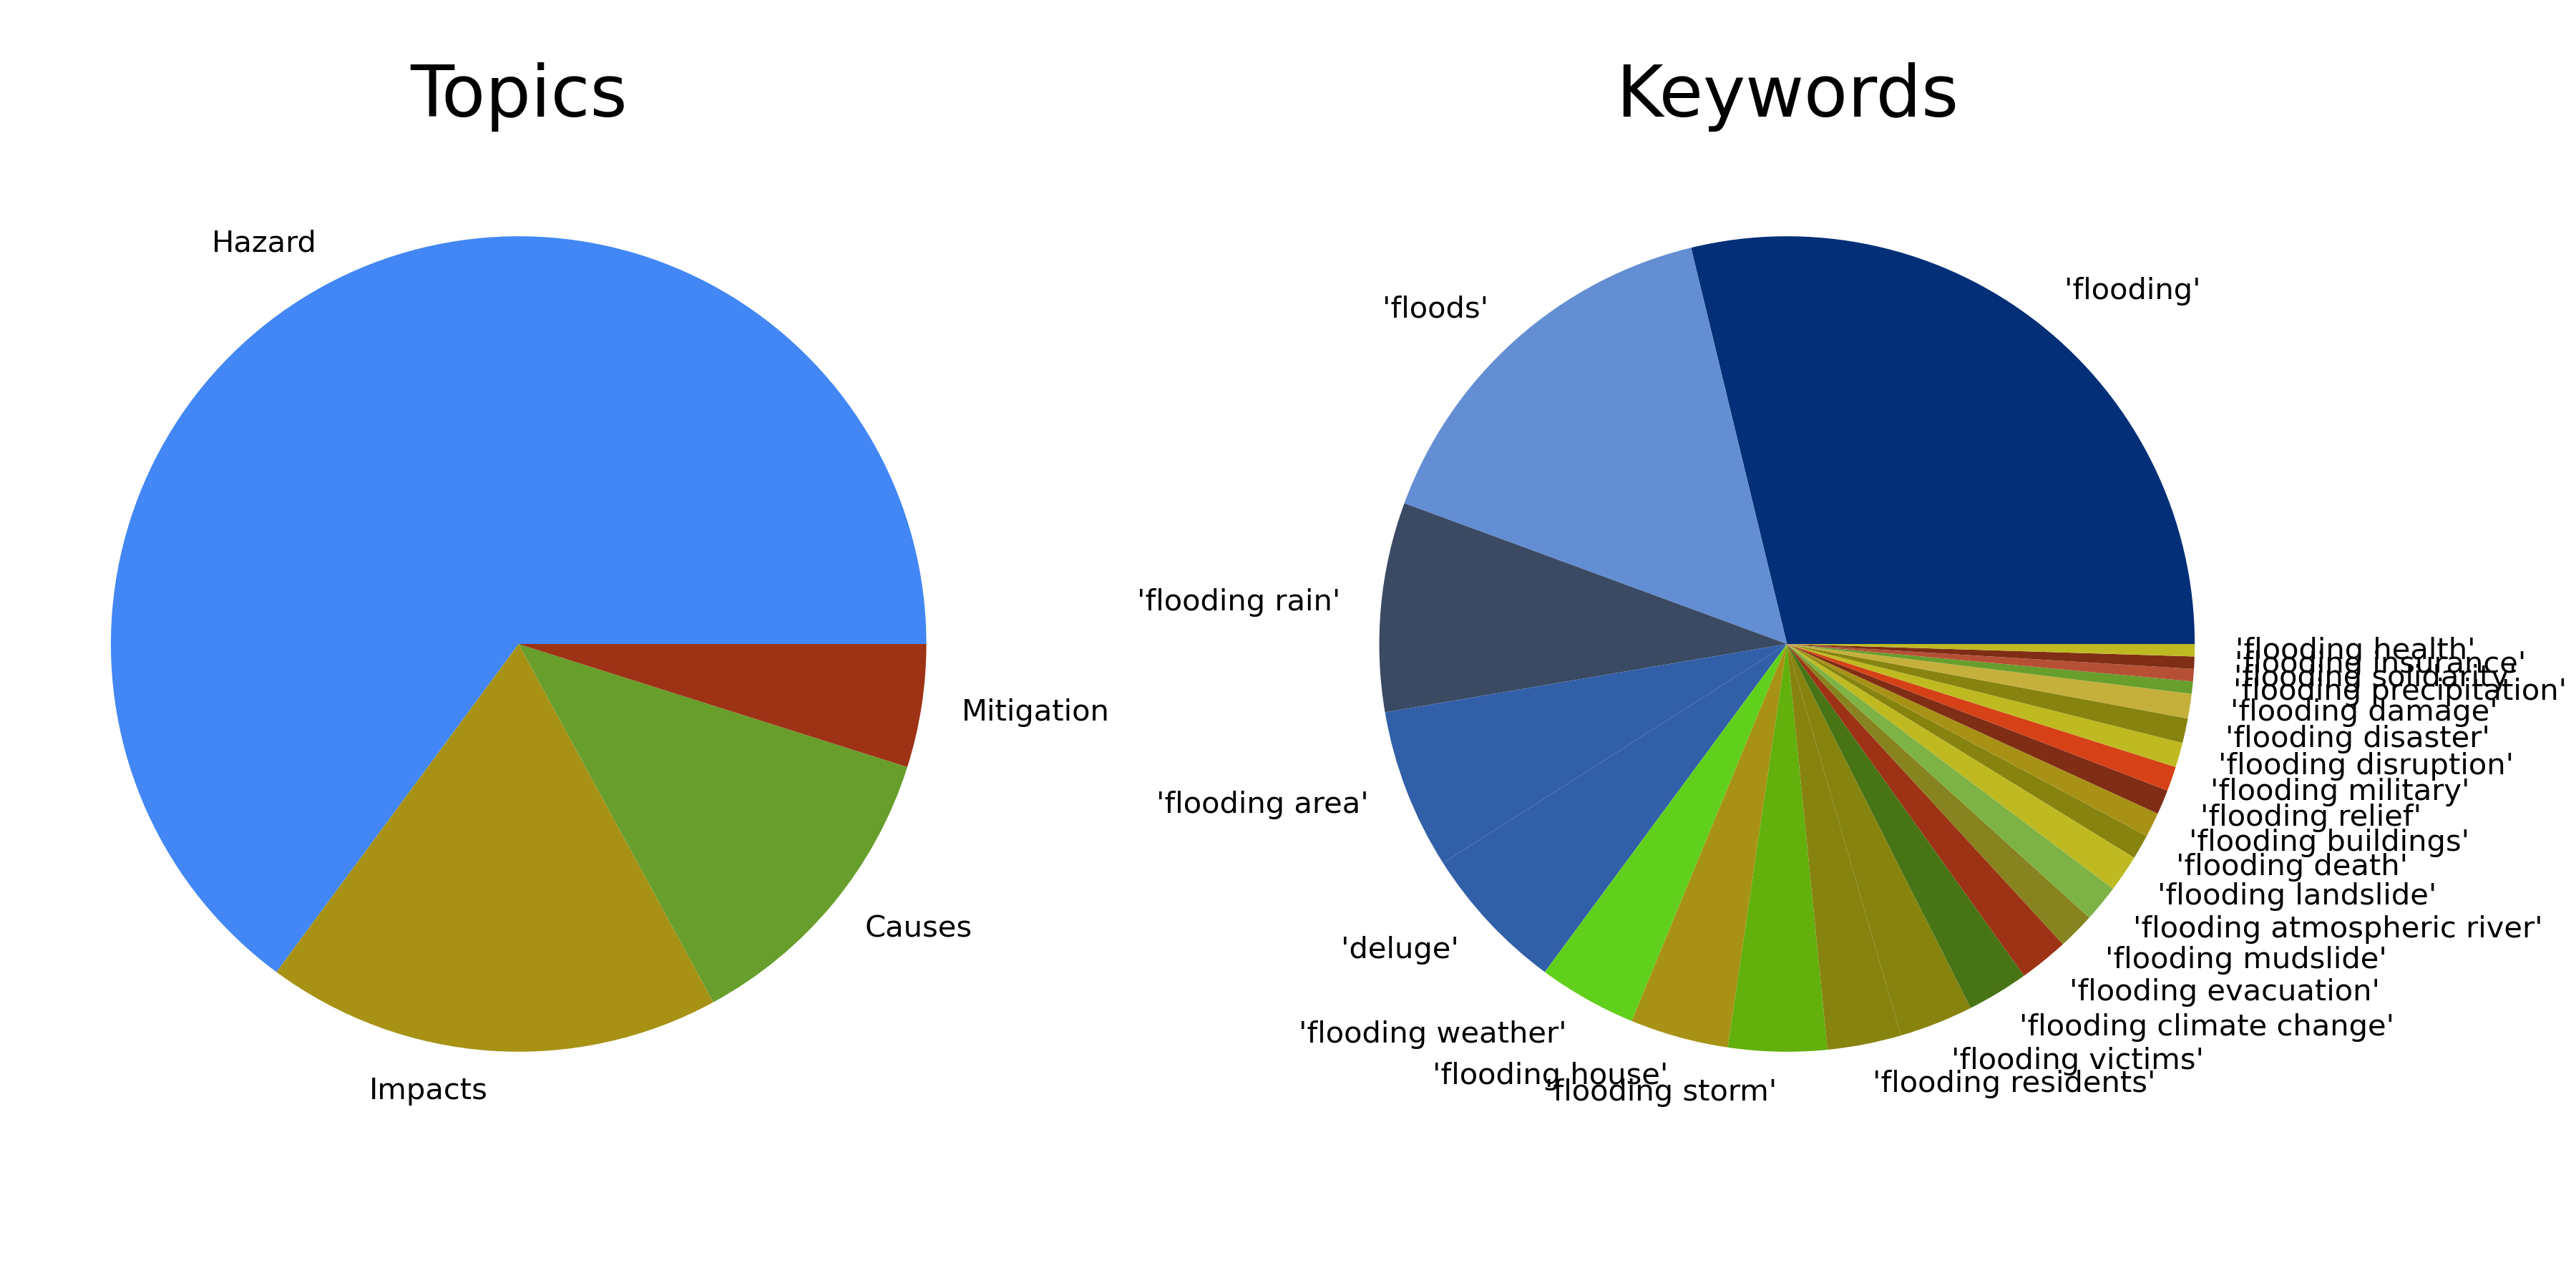 Topics
Hazard
Mitigation
Causes
Impacts
Keywords
'flooding'
'floods'
'flooding rain'
'flooding area'
'deluge'
'flooding weather'
'flooding house'
'flooding storm'
'flooding residents'
'flooding victims'
'flooding climate change'
'flooding evacuation'
'flooding mudslide'
'flooding atmospheric river'
'flooding landslide'
'flooding death'
'flooding buildings'
'flooding relief'
'flooding military'
'flooding disruption'
'flooding disaster'
'flooding damage'
'flooding precipitation'
'flooding solidarity'
'flooding insurance'
'flooding health'